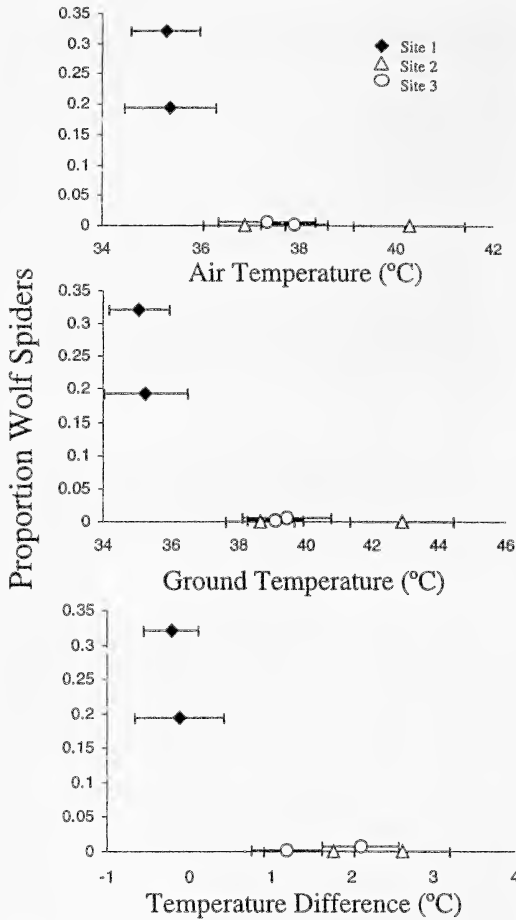 0.35
0.3
0.25
0.2
0.15
0.1
0.05
0
Site 1
Site 2
Site 3
34 36 38 40 42
Air Temperature (ºC)
Proportion Wolf Spiders
0.35
0.3
0.25
0.2
0.15
0.1
0.05
0
34 36 38 40 42 44 46
Ground Temperature (ºC)
0.35
0.3
0.25
0.2
0.15
0.1
0.05
0
-1 0 1 2 3 4
Temperature Difference (ºC)